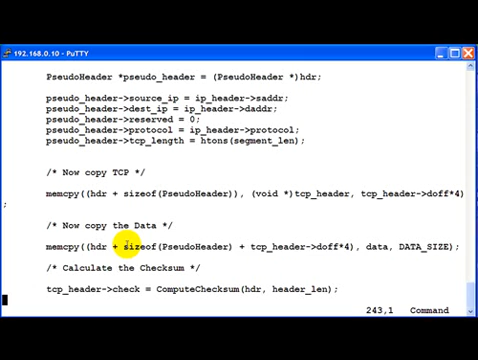 192.168.0.10 - PuTTY
PseudoHeader *pseudo_header = (PseudoHeader *)hdr;
pseudo_header->source_ip = ip_header->saddr;
pseudo_header->dest_ip = ip_header->daddr;
pseudo_header->reserved = 0;
pseudo_header->protocol = ip_header->protocol;
pseudo_header->tcp_length = htons(segment_len);
/* Now copy TCP */
memcpy((hdr + sizeof(PseudoHeader)), (void *)tcp_header, tcp_header->doff*4)
;
/* Now copy the Data */
memcpy((hdr + sizeof(PseudoHeader) + tcp_header->doff*4), data, DATA_SIZE);
/* Calculate the Checksum */
tcp_header->check = ComputeChecksum(hdr, header_len);
243,1 Command